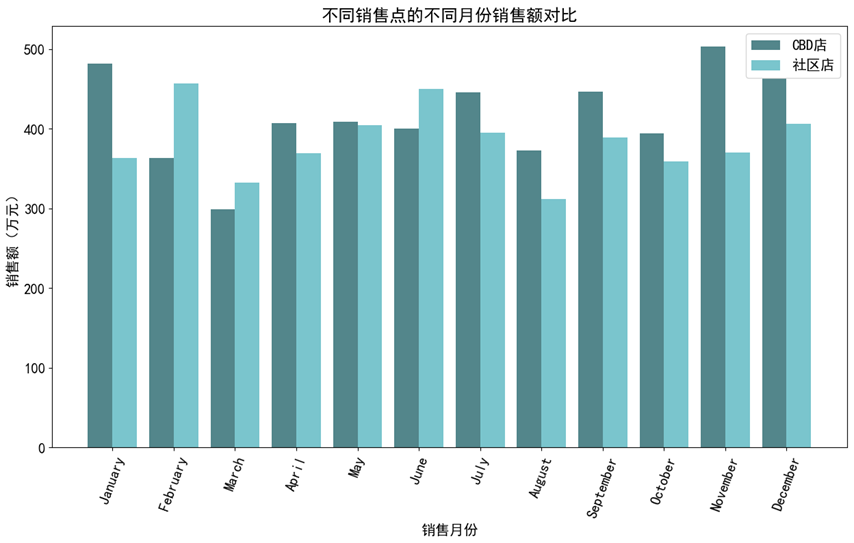 不同销售点的不同月份销售额对比
CBD店
社区店
销售额（万元）
500
400
300
200
100
0
January
February
March
April
May
June
July
August
September
October
November
December
销售月份